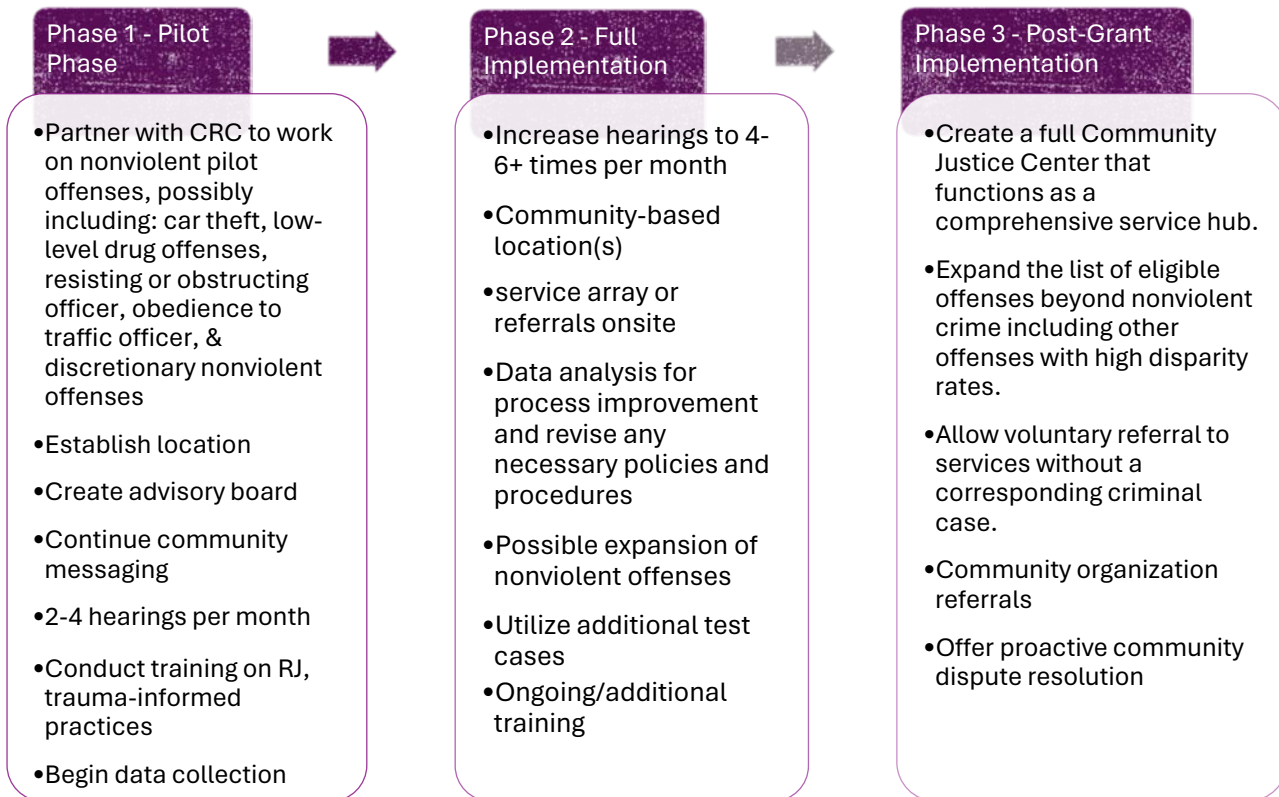 Phase 1 - Pilot
Phase
•Partner with CRC to work
on nonviolent pilot
offenses, possibly
including: car theft, low-
level drug offenses,
resisting or obstructing
officer, obedience to
traffic officer, &
discretionary nonviolent
offenses
•Establish location
•Create advisory board
•Continue community
messaging
•2-4 hearings per month
•Conduct training on RJ,
trauma-informed
practices
•Begin data collection
Phase 2 - Full
Implementation
•Increase hearings to 4-
6+ times per month
•Community-based
location(s)
•service array or
referrals onsite
•Data analysis for
process improvement
and revise any
necessary policies and
procedures
•Possible expansion of
nonviolent offenses
•Utilize additional test
cases
•Ongoing/additional
training
Phase 3 - Post-Grant
Implementation
•Create a full Community
Justice Center that
functions as a
comprehensive service hub.
•Expand the list of eligible
offenses beyond nonviolent
crime including other
offenses with high disparity
rates.
•Allow voluntary referral to
services without a
corresponding criminal
case.
•Community organization
referrals
•Offer proactive community
dispute resolution